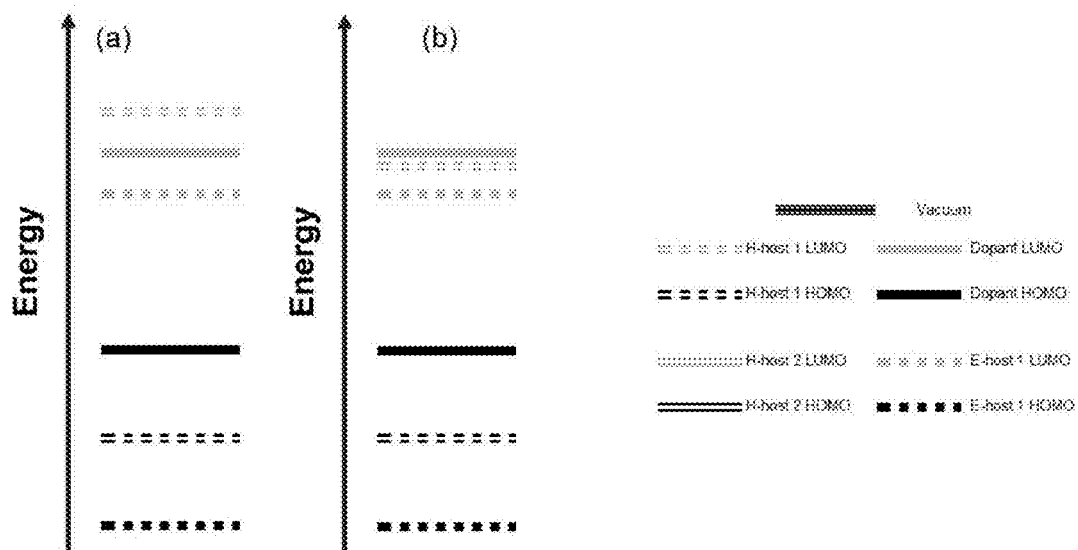 (a)
(b)
Energy
Energy
Vacuum
H-host 1 LUMO
Dopant LUMO
H-host 1 HOMO
Dopant HOMO
H-host 2 LUMO
E-host 1 LUMO
H-host 2 HOMO
E-host 1 HOMO